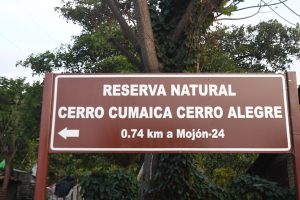 RESERVA NATURAL
CERRO CUMAICA CERRO ALEGRE
0.74 km a Mojón-24